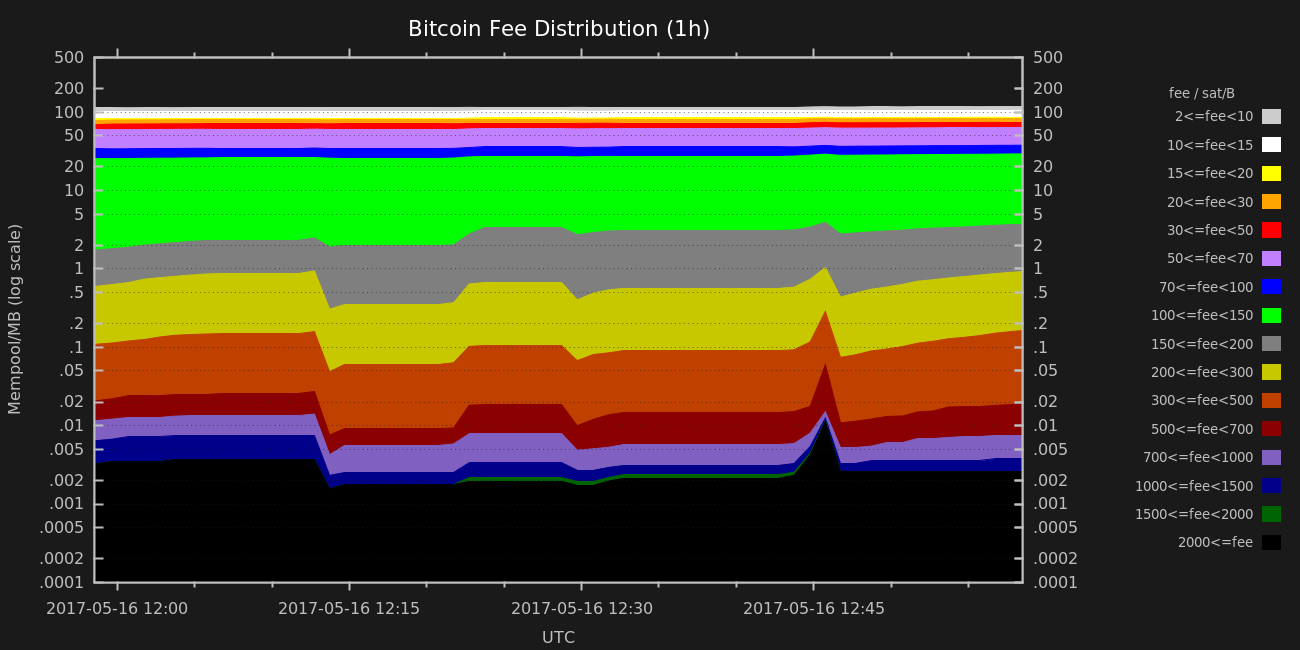 Bitcoin Fee Distribution (1h)
Mempool/MB (log scale)
500
200
100
50
20
10
5
2
1
.5
.2
.1
.05
.02
.01
.005
.002
.001
.0005
.0002
.0001
500
200
100
50
20
10
5
2
1
.5
.2
.1
.05
.02
.01
.005
.002
.001
.0005
.0002
.0001
2017-05-16 12:00 2017-05-16 12:15 2017-05-16 12:30 2017-05-16 12:45
UTC
fee / sat/B
2<=fee<10
10<=fee<15
15<=fee<20
20<=fee<30
30<=fee<50
50<=fee<70
70<=fee<100
100<=fee<150
150<=fee<200
200<=fee<300
300<=fee<500
500<=fee<700
700<=fee<1000
1000<=fee<1500
1500<=fee<2000
2000<=fee